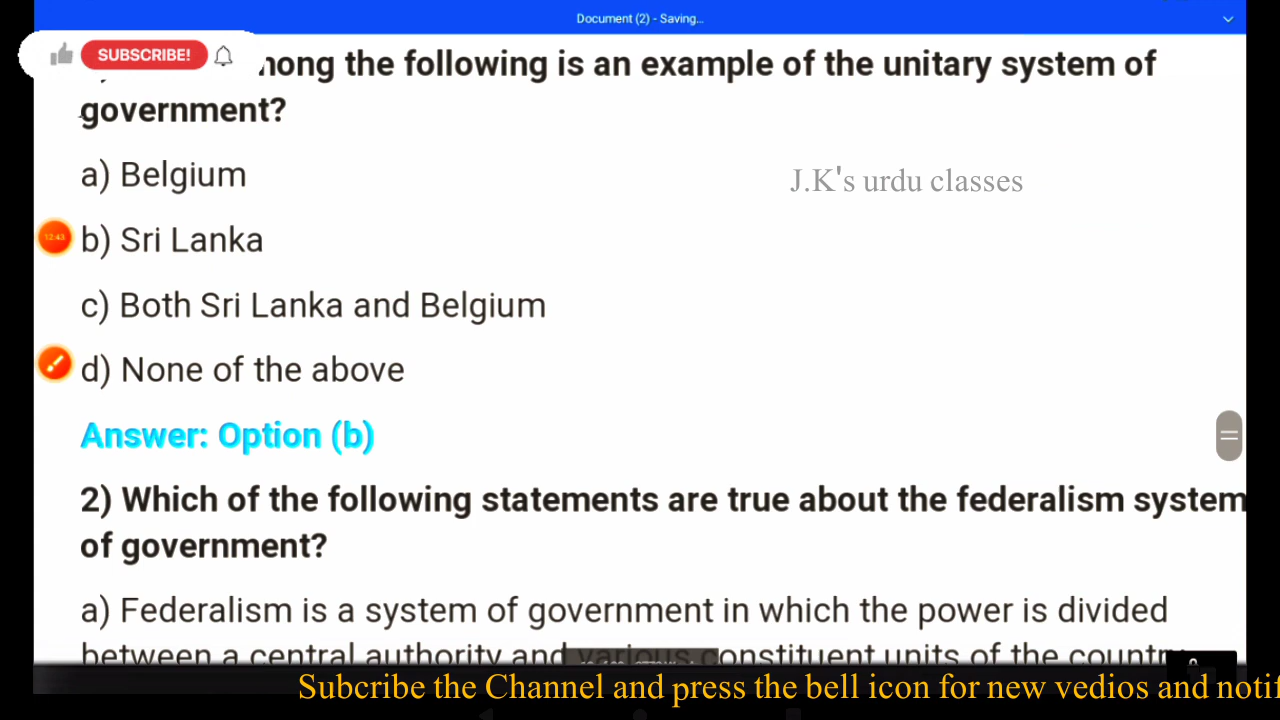 Document (2) - Saving...
SUBSCRIBE!
the following is an example of the unitary system of
government?
a) Belgium
J.K's urdu classes
12:43
b) Sri Lanka
c) Both Sri Lanka and Belgium
d) None of the above
Answer: Option (b)
2) Which of the following statements are true about the federalism system
of government?
a) Federalism is a system of government in which the power is divided
between a central authority and various constituent units of the country
Subcribe the Channel and press the bell icon for new vedios and